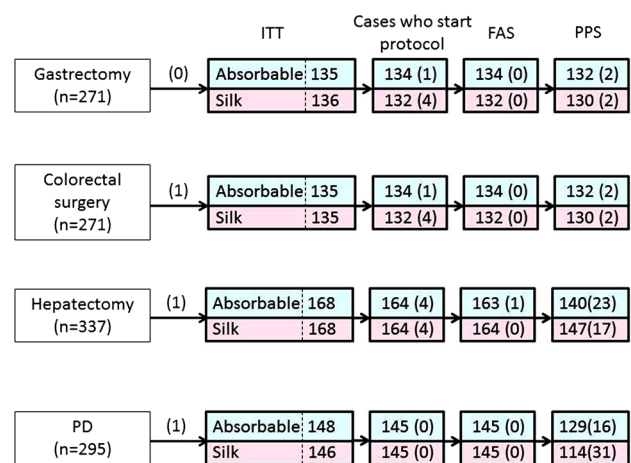 ITT
Cases who start protocol
FAS
PPS
Gastrectomy
(n=271)
(0)
Absorbable 135
Silk 136
134 (1)
132 (4)
134 (0)
132 (0)
132 (2)
130 (2)
Colorectal
surgery
(n=271)
(1)
Absorbable 135
Silk 135
134 (1)
132 (4)
134 (0)
132 (0)
132 (2)
130 (2)
Hepatectomy
(n=337)
(1)
Absorbable 168
Silk 168
164 (4)
164 (4)
163 (1)
164 (0)
140(23)
147(17)
PD
(n=295)
(1)
Absorbable 148
Silk 146
145 (0)
145 (0)
145 (0)
145 (0)
129(16)
114(31)